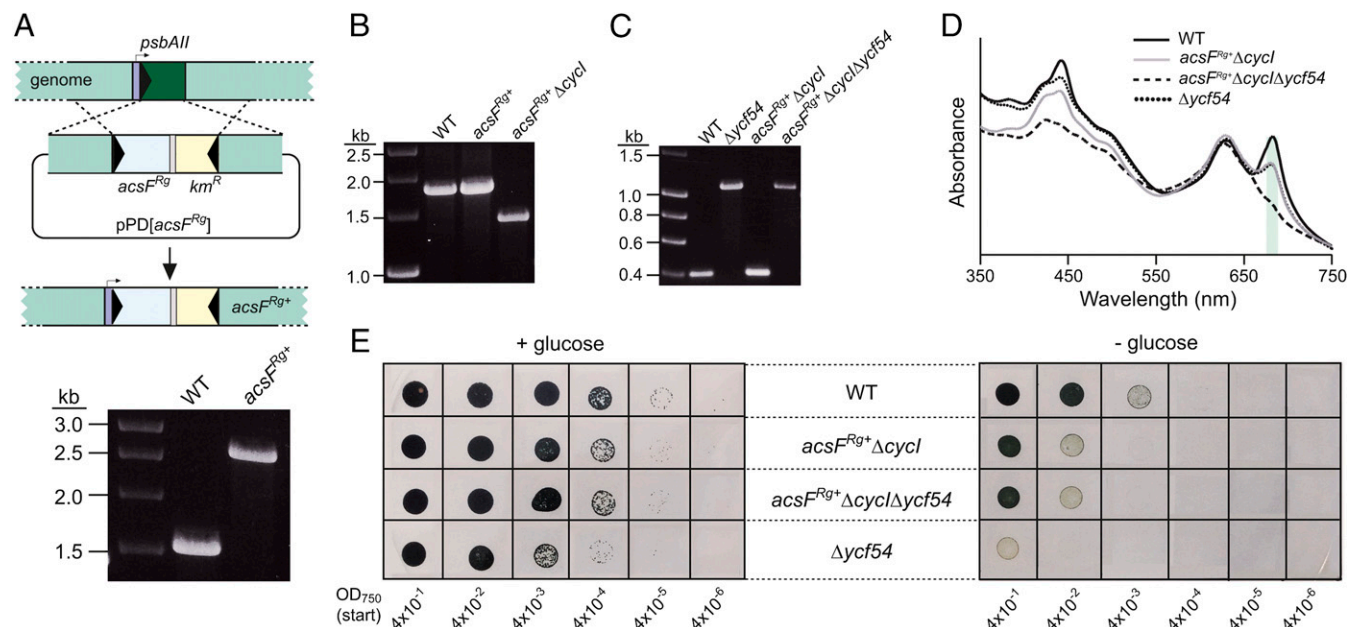 A
psbAII
genome
acsF^Rg km^R
pPD[acsF^Rg]
acsF^Rg+
kb
WT
acsF^Rg+
3.0
2.5
2.0
1.5
B
kb
WT
acsF^Rg+
acsF^Rg+ΔcycI
2.5
2.0
1.5
1.0
C
kb
WT
Δycf54
acsF^Rg+ΔcycI
acsF^Rg+ΔcycIΔycf54
1.5
1.0
0.8
0.6
0.4
D
WT
acsF^Rg+ΔcycI
acsF^Rg+ΔcycIΔycf54
Δycf54
Absorbance
350 450 550 650 750
Wavelength (nm)
E
+ glucose
- glucose
WT
acsF^Rg+ΔcycI
acsF^Rg+ΔcycIΔycf54
Δycf54
OD750
(start)
4x10^-1 4x10^-2 4x10^-3 4x10^-4 4x10^-5 4x10^-6
4x10^-1 4x10^-2 4x10^-3 4x10^-4 4x10^-5 4x10^-6